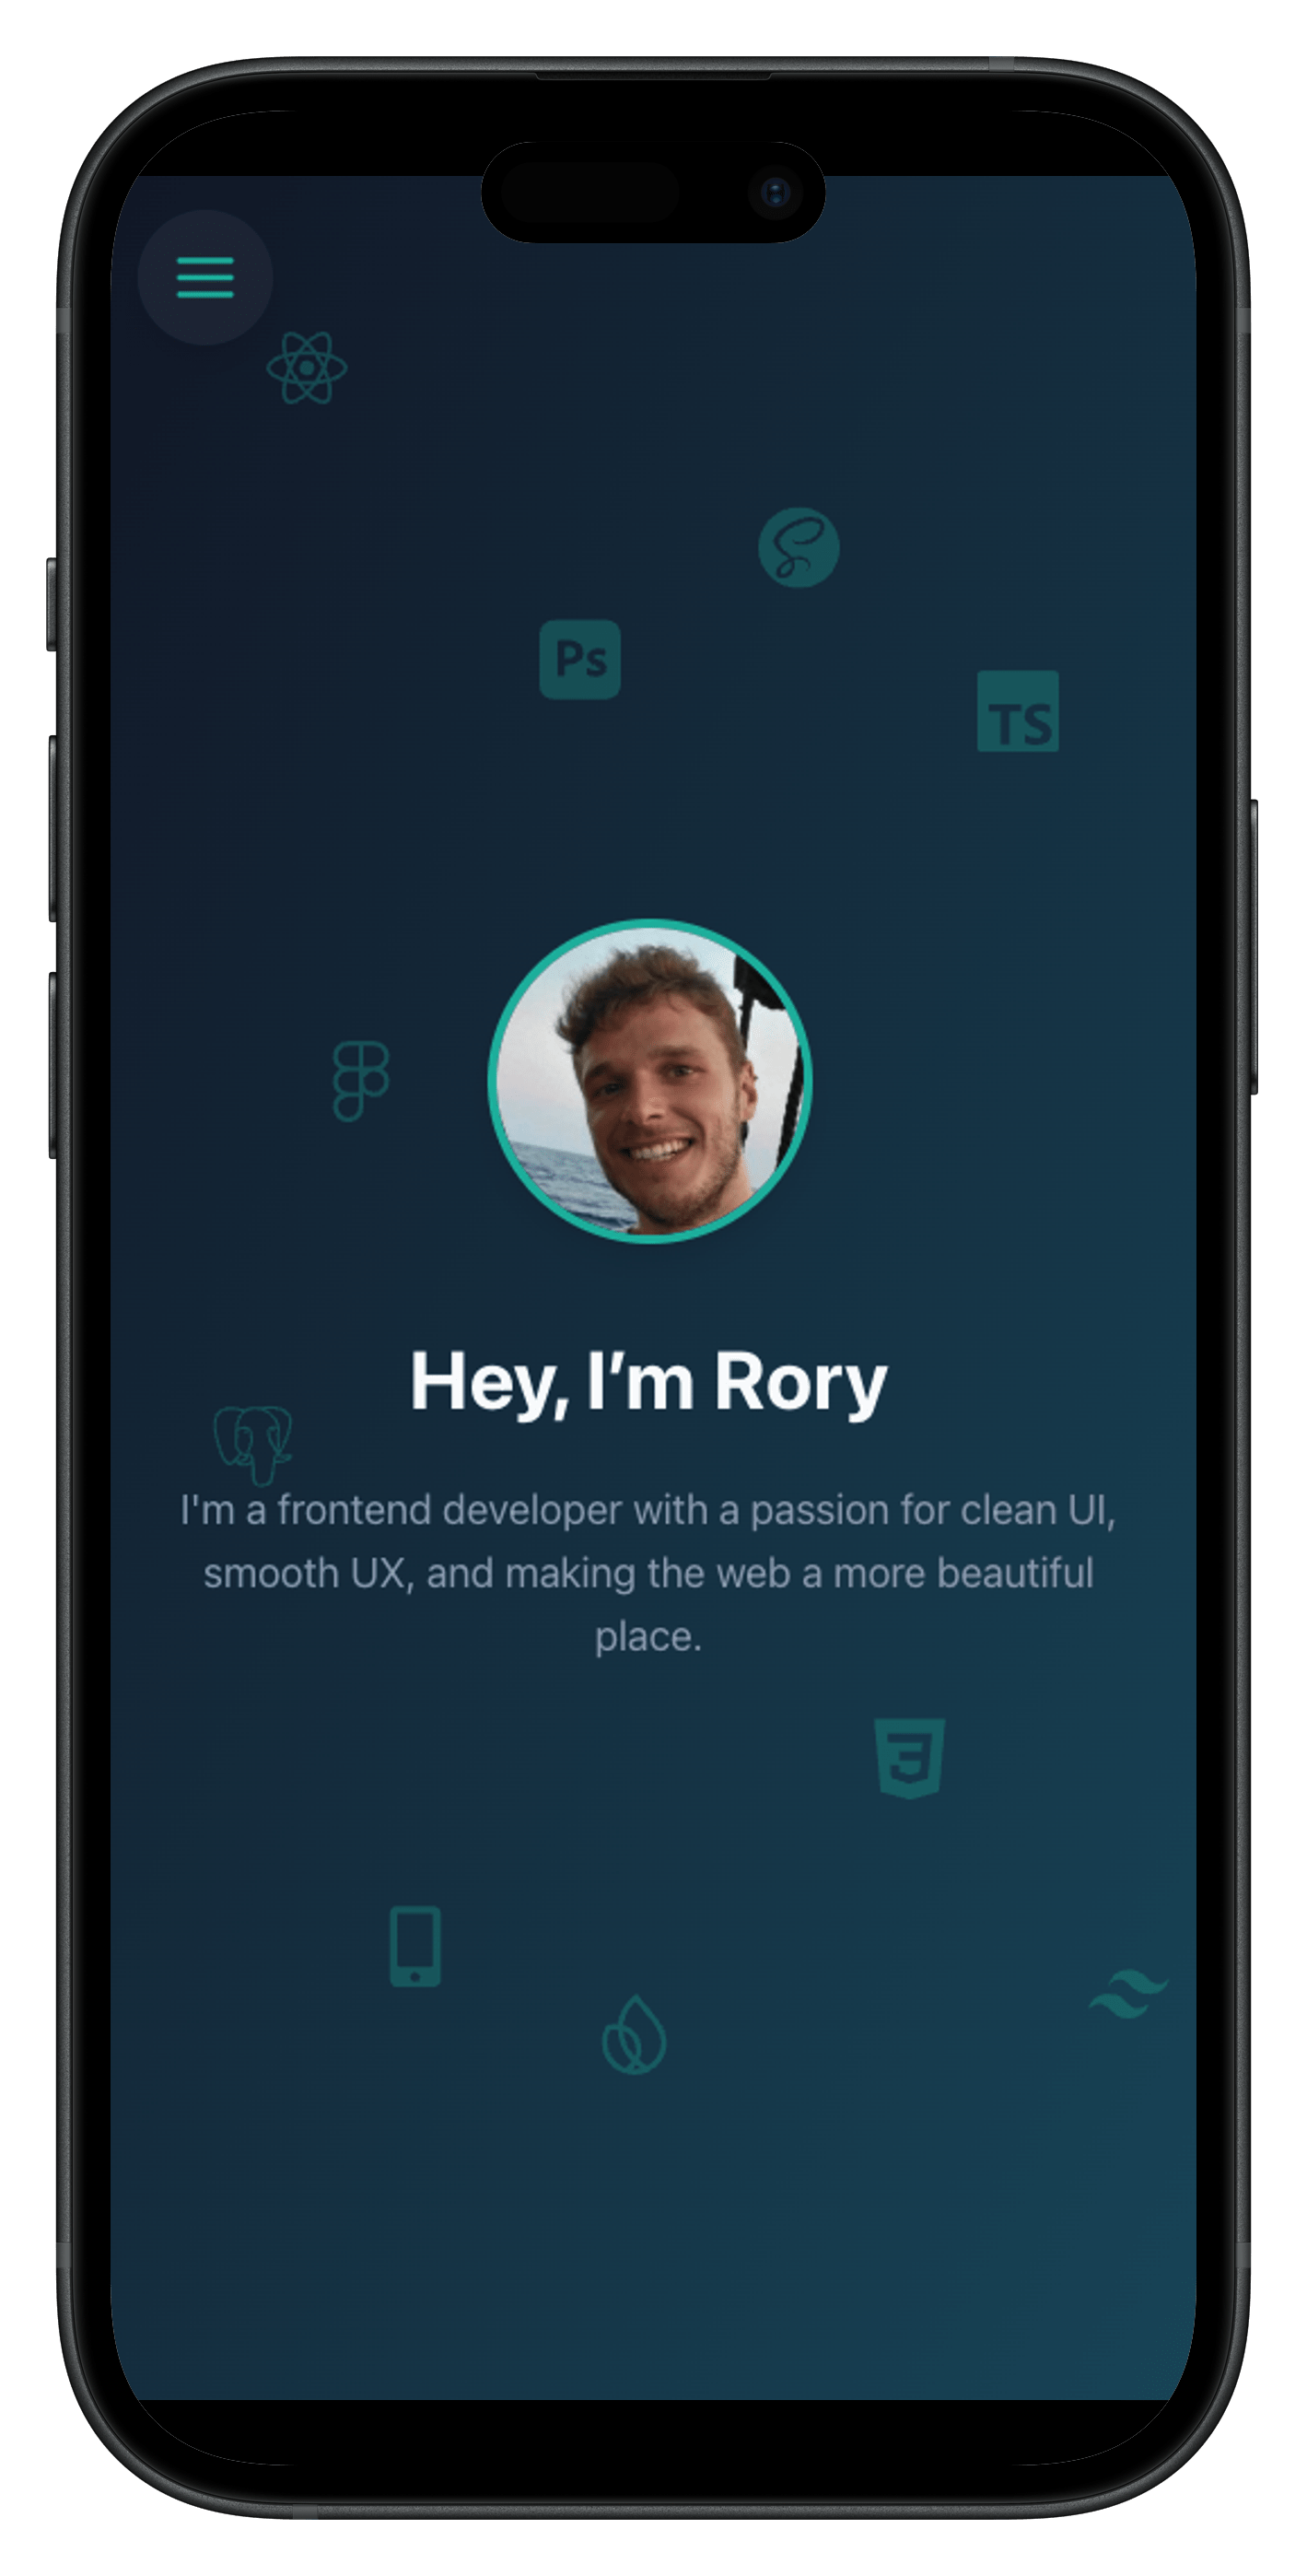 Ps
TS
Hey, I’m Rory
I'm a frontend developer with a passion for clean UI,
smooth UX, and making the web a more beautiful
place.
3